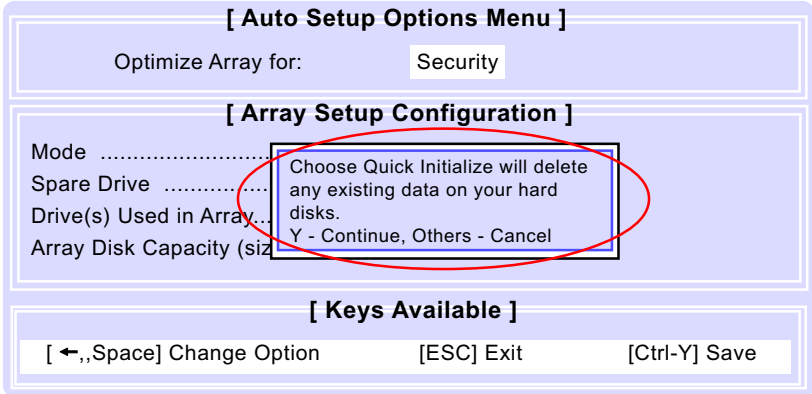 [ Auto Setup Options Menu ]
Optimize Array for: Security
[ Array Setup Configuration ]
Mode ..........................
Spare Drive ................
Drive(s) Used in Array...
Array Disk Capacity (siz
Choose Quick Initialize will delete
any existing data on your hard
disks.
Y - Continue, Others - Cancel
[ Keys Available ]
[ ←,,Space] Change Option [ESC] Exit [Ctrl-Y] Save